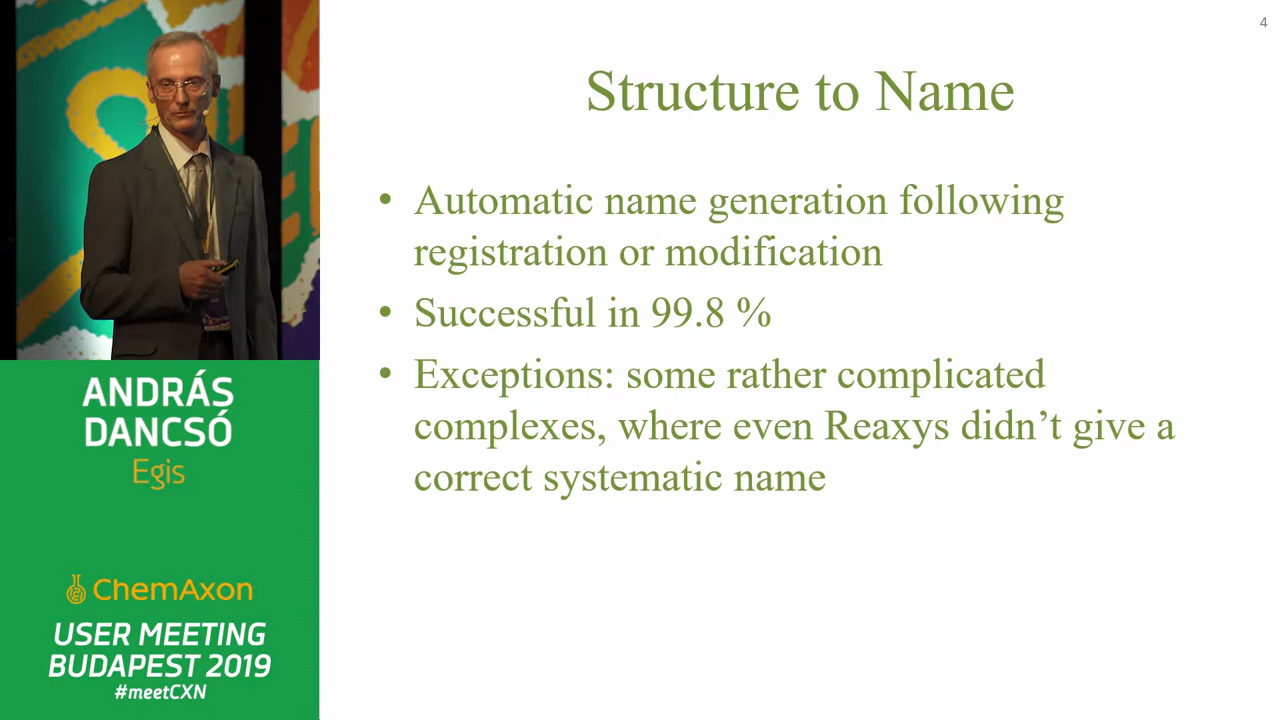 4
Structure to Name
• Automatic name generation following
registration or modification
• Successful in 99.8 %
• Exceptions: some rather complicated
complexes, where even Reaxys didn’t give a
correct systematic name
ANDRÁS
DANCSÓ
Egis
ChemAxon
USER MEETING
BUDAPEST 2019
#meetCXN